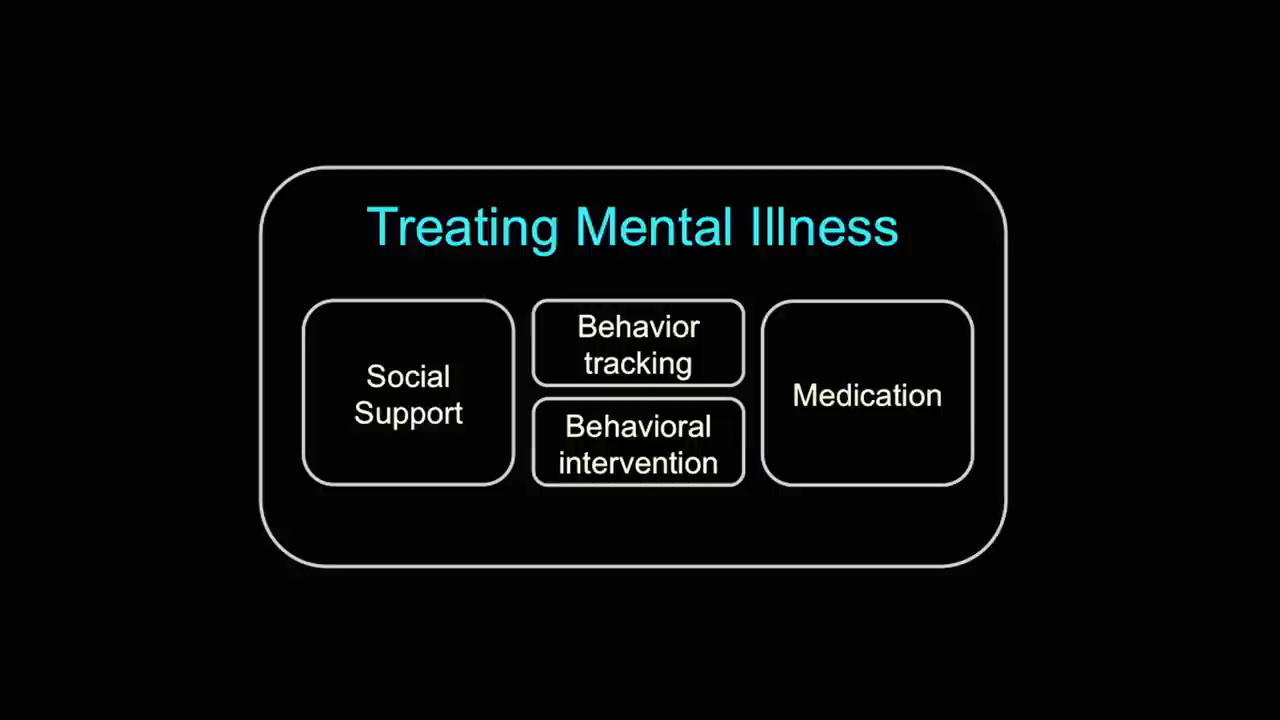 Treating Mental Illness
Social
Support
Behavior
tracking
Behavioral
intervention
Medication